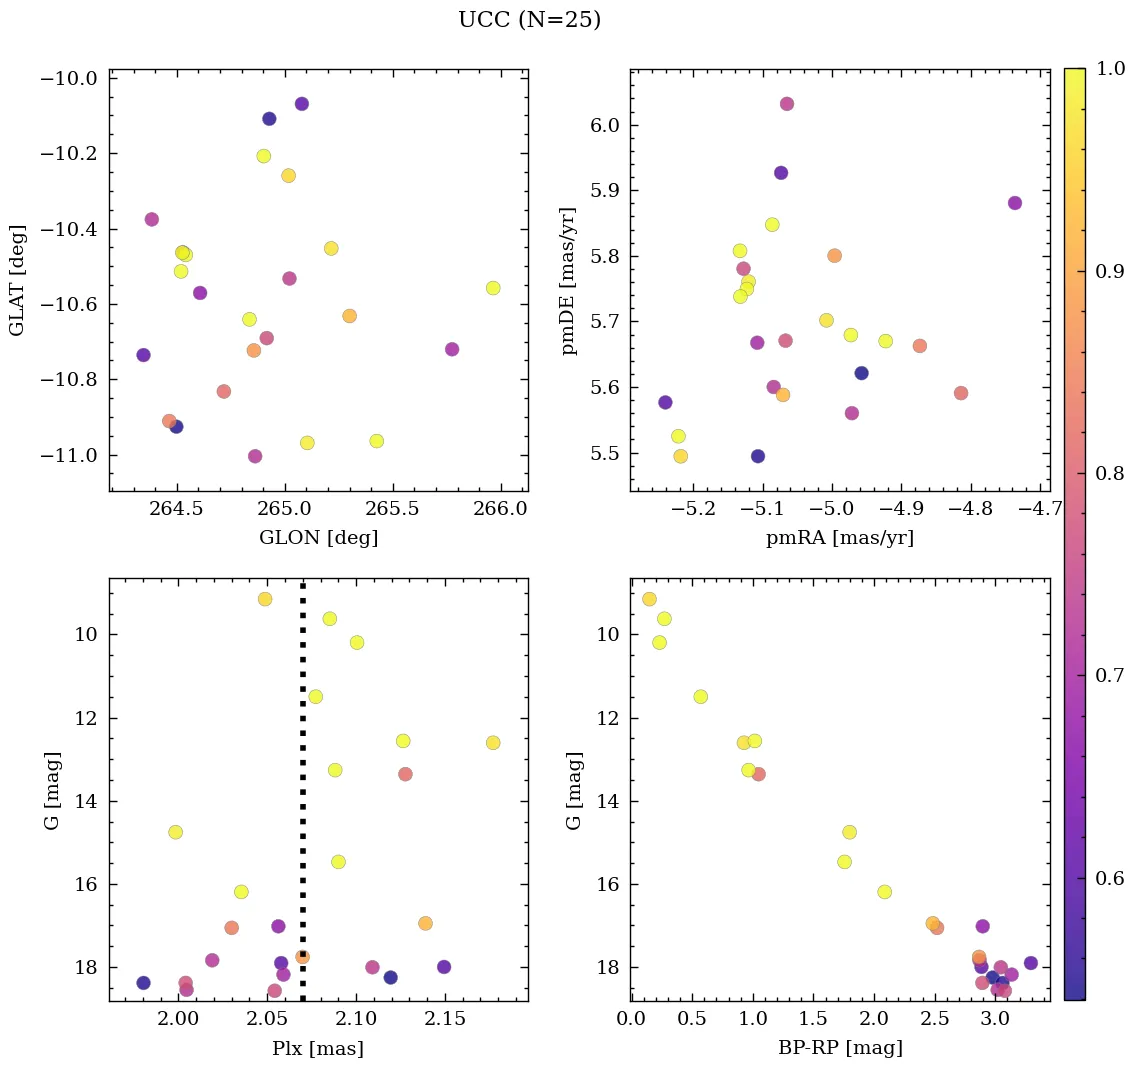 UCC (N=25)
−10.0
−10.2
−10.4
−10.6
−10.8
−11.0
GLAT [deg]
264.5 265.0 265.5 266.0
GLON [deg]
6.0
5.9
5.8
5.7
5.6
5.5
pmDE [mas/yr]
−5.2 −5.1 −5.0 −4.9 −4.7
pmRA [mas/yr]
1.0
0.9
0.8
0.7
0.6
10
12
14
16
18
G [mag]
2.00 2.05 2.10 2.15
Plx [mas]
10
12
14
16
18
G [mag]
0.0 0.5 1.0 1.5 2.0 2.5 3.0
BP-RP [mag]